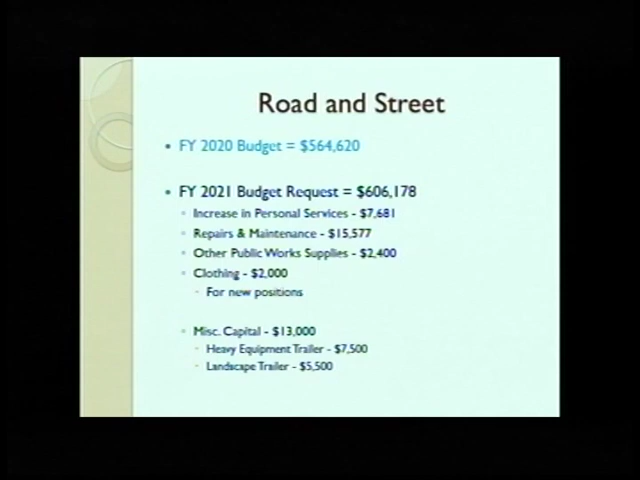 Road and Street
• FY 2020 Budget = $564,620
• FY 2021 Budget Request = $606,178
Increase in Personal Services - $7,681
Repairs & Maintenance - $15,577
Other Public Works Supplies - $2,400
Clothing - $2,000
For new positions
Misc. Capital - $13,000
Heavy Equipment Trailer - $7,500
Landscape Trailer - $5,500